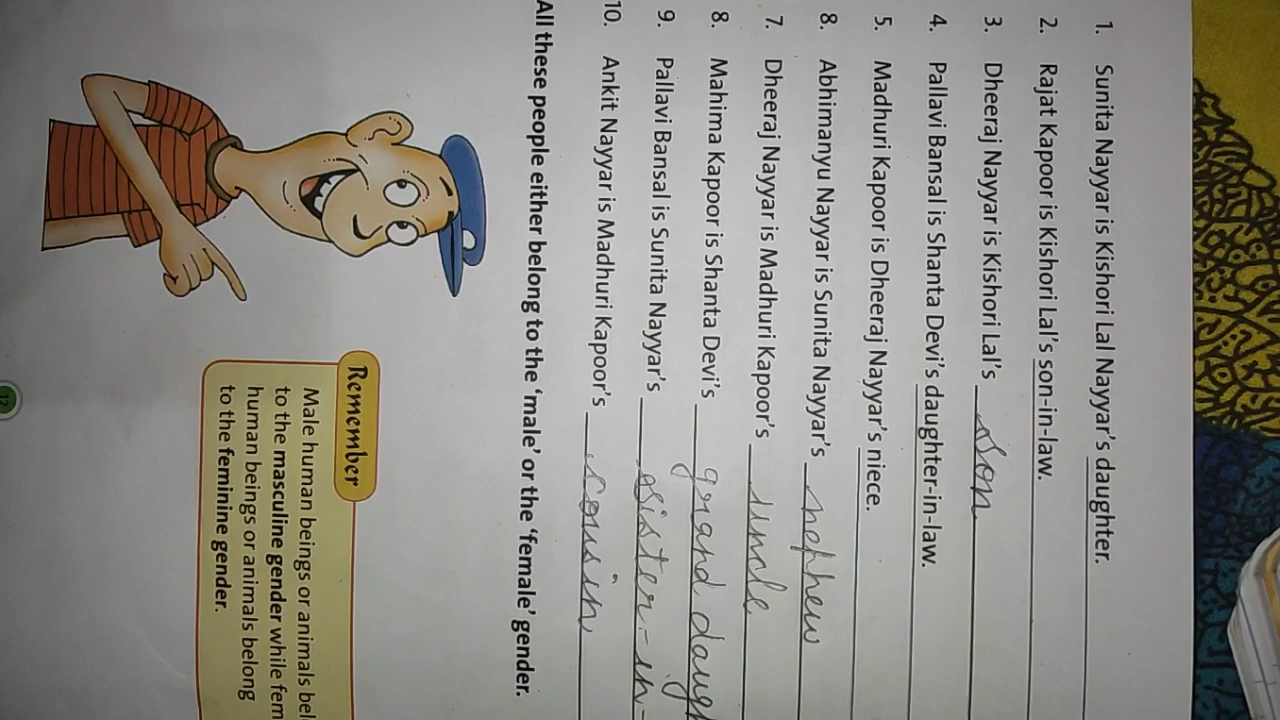 1. Sunita Nayyar is Kishori Lal Nayyar's daughter.
2. Rajat Kapoor is Kishori Lal's son-in-law.
3. Dheeraj Nayyar is Kishori Lal's son
4. Pallavi Bansal is Shanta Devi's daughter-in-law.
5. Madhuri Kapoor is Dheeraj Nayyar's niece.
8. Abhimanyu Nayyar is Sunita Nayyar's nephew
7. Dheeraj Nayyar is Madhuri Kapoor's uncle
8. Mahima Kapoor is Shanta Devi's grand daugh
9. Pallavi Bansal is Sunita Nayyar's sister-in-
10. Ankit Nayyar is Madhuri Kapoor's cousin
All these people either belong to the 'male' or the 'female' gender.
Remember
Male human beings or animals bel
to the masculine gender while fem
human beings or animals belong
to the feminine gender.
12